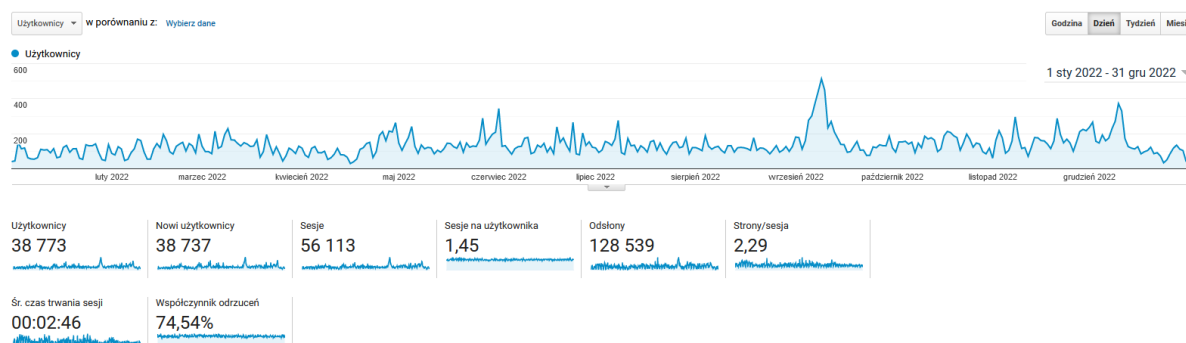 Użytkownicy w porównaniu z: Wybierz dane
Godzina Dzień Tydzień
Użytkownicy
1 sty 2022 - 31 gru 2022
600
400
200
luty 2022 marzec 2022 kwiecień 2022 maj 2022 czerwiec 2022 lipiec 2022 sierpień 2022 wrzesień 2022 październik 2022 listopad 2022 grudzień 2022
Użytkownicy Nowi użytkownicy Sesje Sesje na użytkownika Odsłony Strony/sesja
38 773 38 737 56 113 1,45 128 539 2,29
Śr. czas trwania sesji Współczynnik odrzuceń
00:02:46 74,54%